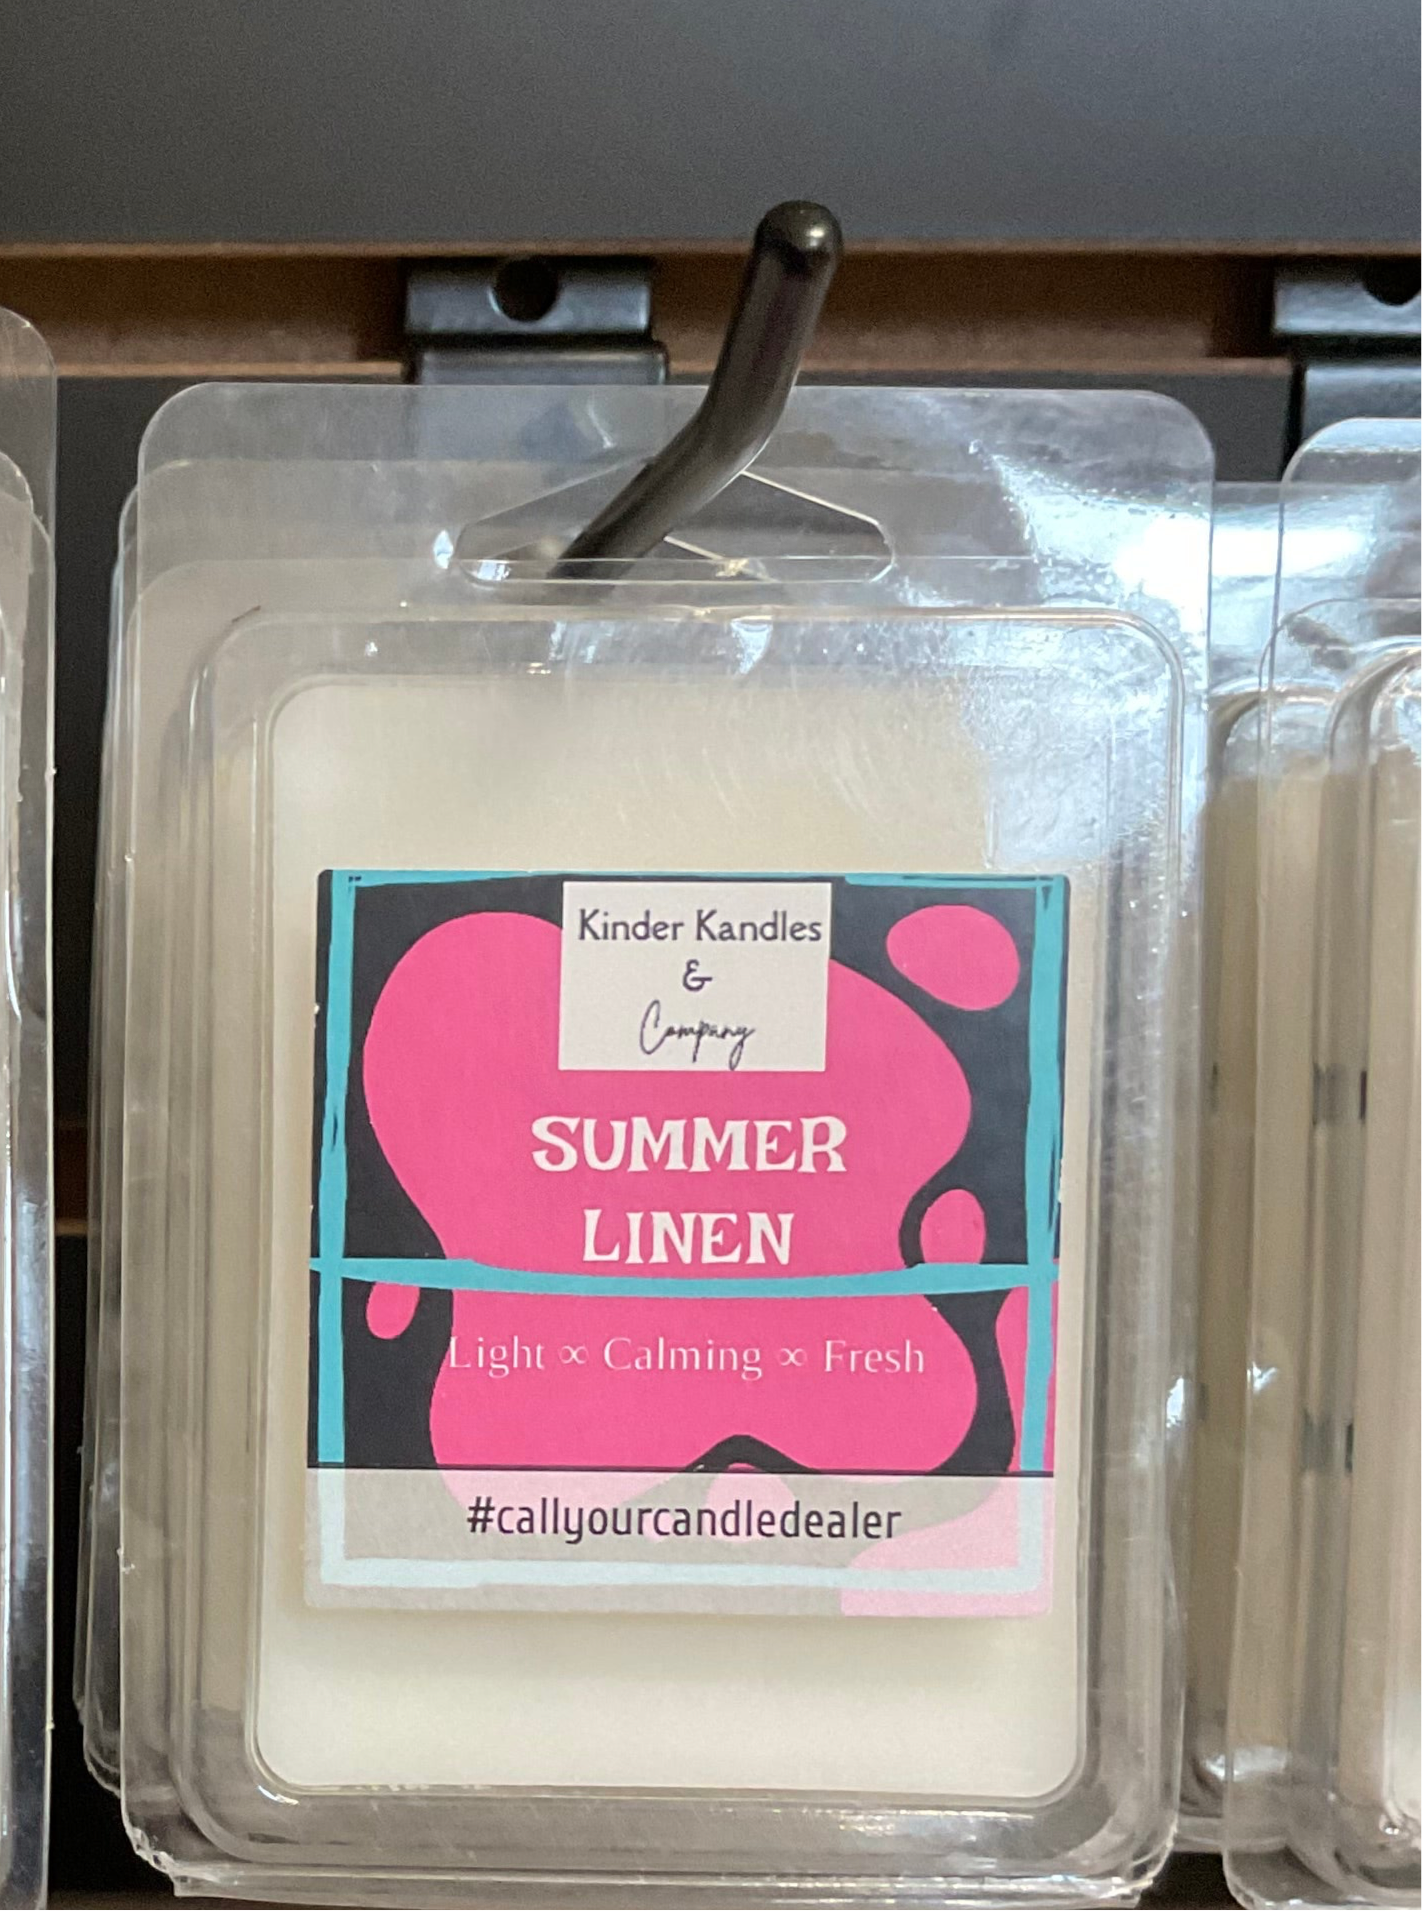 Kinder Kandles
&
Company
SUMMER
LINEN
Light ∞ Calming ∞ Fresh
#callyourcandledealer